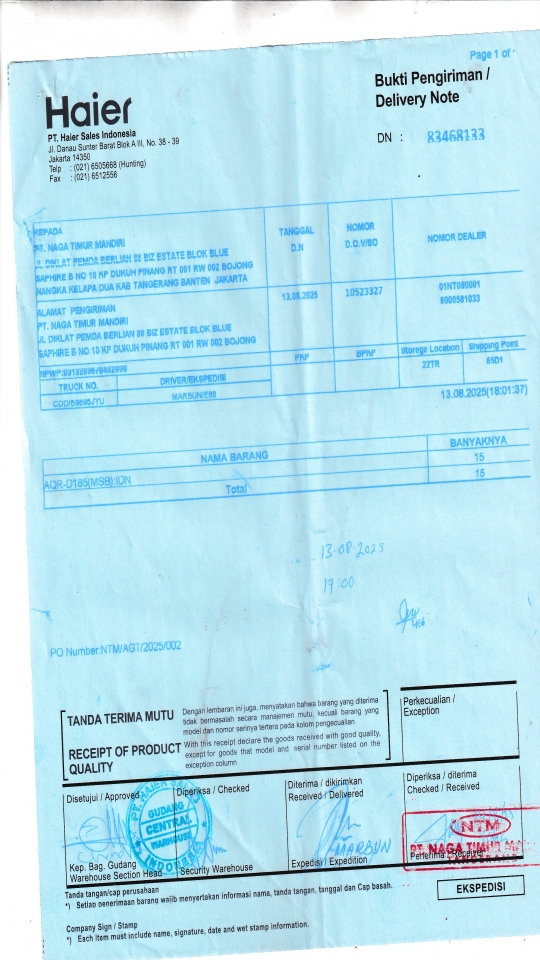 Page 1 of
Haier
Bukti Pengiriman /
Delivery Note
PT. Haier Sales Indonesia
Jl. Danau Sunter Barat Blok A III, No. 38 - 39
Jakarta 14350
Telp : (021) 6505668 (Hunting)
Fax : (021) 6512556
DN : 83468133
KEPADA
PT. NAGA TIMUR MANDIRI
JL DIKLAT PEMDA BERLIAN 88 BIZ ESTATE BLOK BLUE
SAPHIRE B NO 10 KP DUKUH PINANG RT 001 RW 002 BOJONG
NANGKA KELAPA DUA KAB TANGERANG BANTEN JAKARTA
TANGGAL
D.N
NOMOR
D.O./SO
NOMOR DEALER
ALAMAT PENGIRIMAN
PT. NAGA TIMUR MANDIRI
JL DIKLAT PEMDA BERLIAN 88 BIZ ESTATE BLOK BLUE
SAPHIRE B NO 10 KP DUKUH PINANG RT 001 RW 002 BOJONG
13.08.2025
10523327
01NT090001
6000581033
TRUCK NO.
DRIVER/EKSPEDISI
Storege Location
Shipping Point
22TR
85D1
13.08.2025(18:01:37)
NAMA BARANG
BANYAKNYA
AQR-D185(MSB);IDN
15
Total
15
13-08-2025
17.00
PO Number:NTM/AGT/2025/002
TANDA TERIMA MUTU
Dengan lembaran ini juga, menyatakan bahwa barang yang diterima
tidak bermasalah secara manajemen mutu, kecuali barang yang
model dan nomor serinya tertera pada kolom pengecualian
RECEIPT OF PRODUCT
QUALITY
With this receipt declare the goods received with good quality,
except for goods that model and serial number listed on the
exception column
Perkecualian /
Exception
Disetujui / Approved
Diperiksa / Checked
Diterima / dikirimkan
Received / Delivered
Diperiksa / diterima
Checked / Received
GUDANG
CENTRAL
WAREHOUSE
INDONESIA
MARBUN
NTM
PT. NAGA TIMUR
Kep. Bag. Gudang
Warehouse Section Head
Security Warehouse
Expedisi / Expedition
Penerima / Receiver
Tanda tangan/cap perusahaan
*) Setiap penerimaan barang wajib menyertakan informasi nama, tanda tangan, tanggal dan Cap basah.
EKSPEDISI
Company Sign / Stamp
*) Each item must include name, signature, date and wet stamp information.